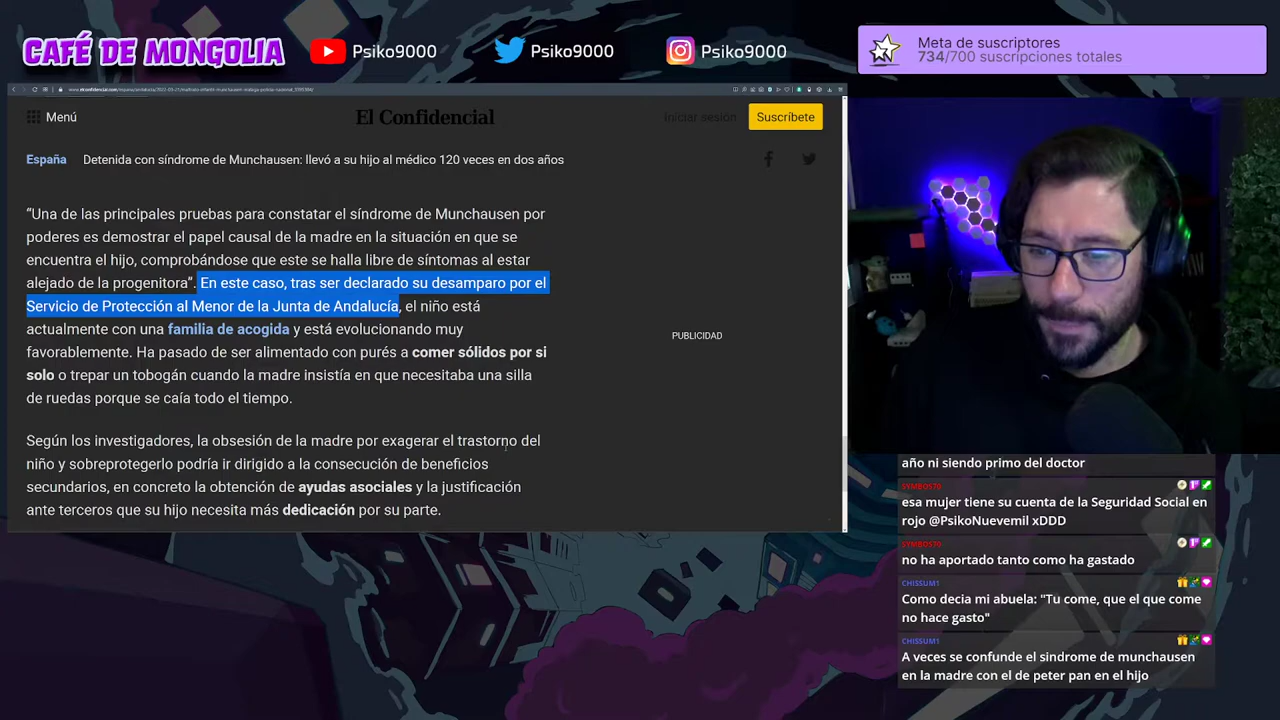 CAFÉ DE MONGOLIA
Psiko9000
Psiko9000
Psiko9000
Meta de suscriptores
734/700 suscripciones totales
Menú
El Confidencial
Iniciar sesión
Suscríbete
España
Detenida con síndrome de Munchausen: llevó a su hijo al médico 120 veces en dos años
“Una de las principales pruebas para constatar el síndrome de Munchausen por
poderes es demostrar el papel causal de la madre en la situación en que se
encuentra el hijo, comprobándose que este se halla libre de síntomas al estar
alejado de la progenitora”. En este caso, tras ser declarado su desamparo por el
Servicio de Protección al Menor de la Junta de Andalucía, el niño está
actualmente con una familia de acogida y está evolucionando muy
favorablemente. Ha pasado de ser alimentado con purés a comer sólidos por si
solo o trepar un tobogán cuando la madre insistía en que necesitaba una silla
de ruedas porque se caía todo el tiempo.
Según los investigadores, la obsesión de la madre por exagerar el trastorno del
niño y sobreprotegerlo podría ir dirigido a la consecución de beneficios
secundarios, en concreto la obtención de ayudas asociales y la justificación
ante terceros que su hijo necesita más dedicación por su parte.
PUBLICIDAD
año ni siendo primo del doctor
SYMBOS70
esa mujer tiene su cuenta de la Seguridad Social en
rojo @PsikoNuevemil xDDD
SYMBOS70
no ha aportado tanto como ha gastado
CHISSUM1
Como decia mi abuela: "Tu come, que el que come
no hace gasto"
CHISSUM1
A veces se confunde el sindrome de munchausen
en la madre con el de peter pan en el hijo